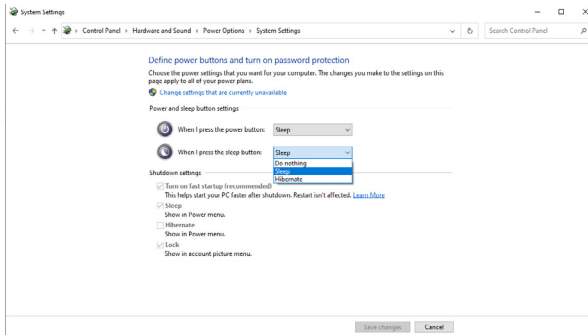 System Settings
Control Panel > Hardware and Sound > Power Options > System Settings
Search Control Panel
Define power buttons and turn on password protection
Choose the power settings that you want for your computer. The changes you make to the settings on this
page apply to all of your power plans.
Change settings that are currently unavailable
Power and sleep button settings
When I press the power button: Sleep
When I press the sleep button: Sleep
Do nothing
Sleep
Hibernate
Shutdown settings
Turn on fast startup (recommended)
This helps start your PC faster after shutdown. Restart isn't affected. Learn More
Sleep
Show in Power menu.
Hibernate
Show in Power menu.
Lock
Show in account picture menu.
Save changes Cancel